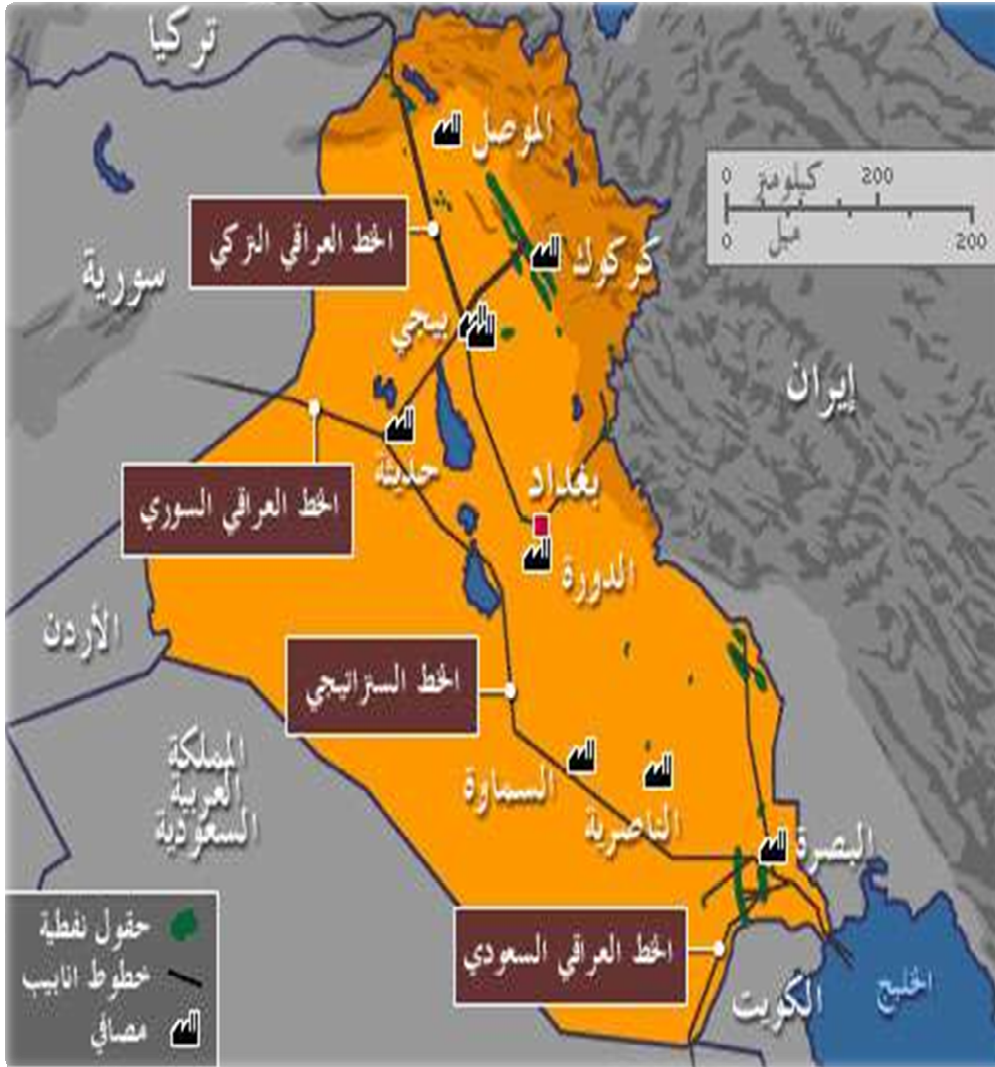 تركيا
الموصل
0 كيلومتر 200
0 ميل 200
الخط العراقي التركي
كركوك
سورية
بيجي
إيران
حديثة
بغداد
الخط العراقي السوري
الدورة
الأردن
الخط الستراتيجي
المملكة
العربية
السعودية
السماوة
الناصرية
البصرة
حقول نفطية
خطوط انابيب
مصافي
الخط العراقي السعودي
الكويت
الخليج